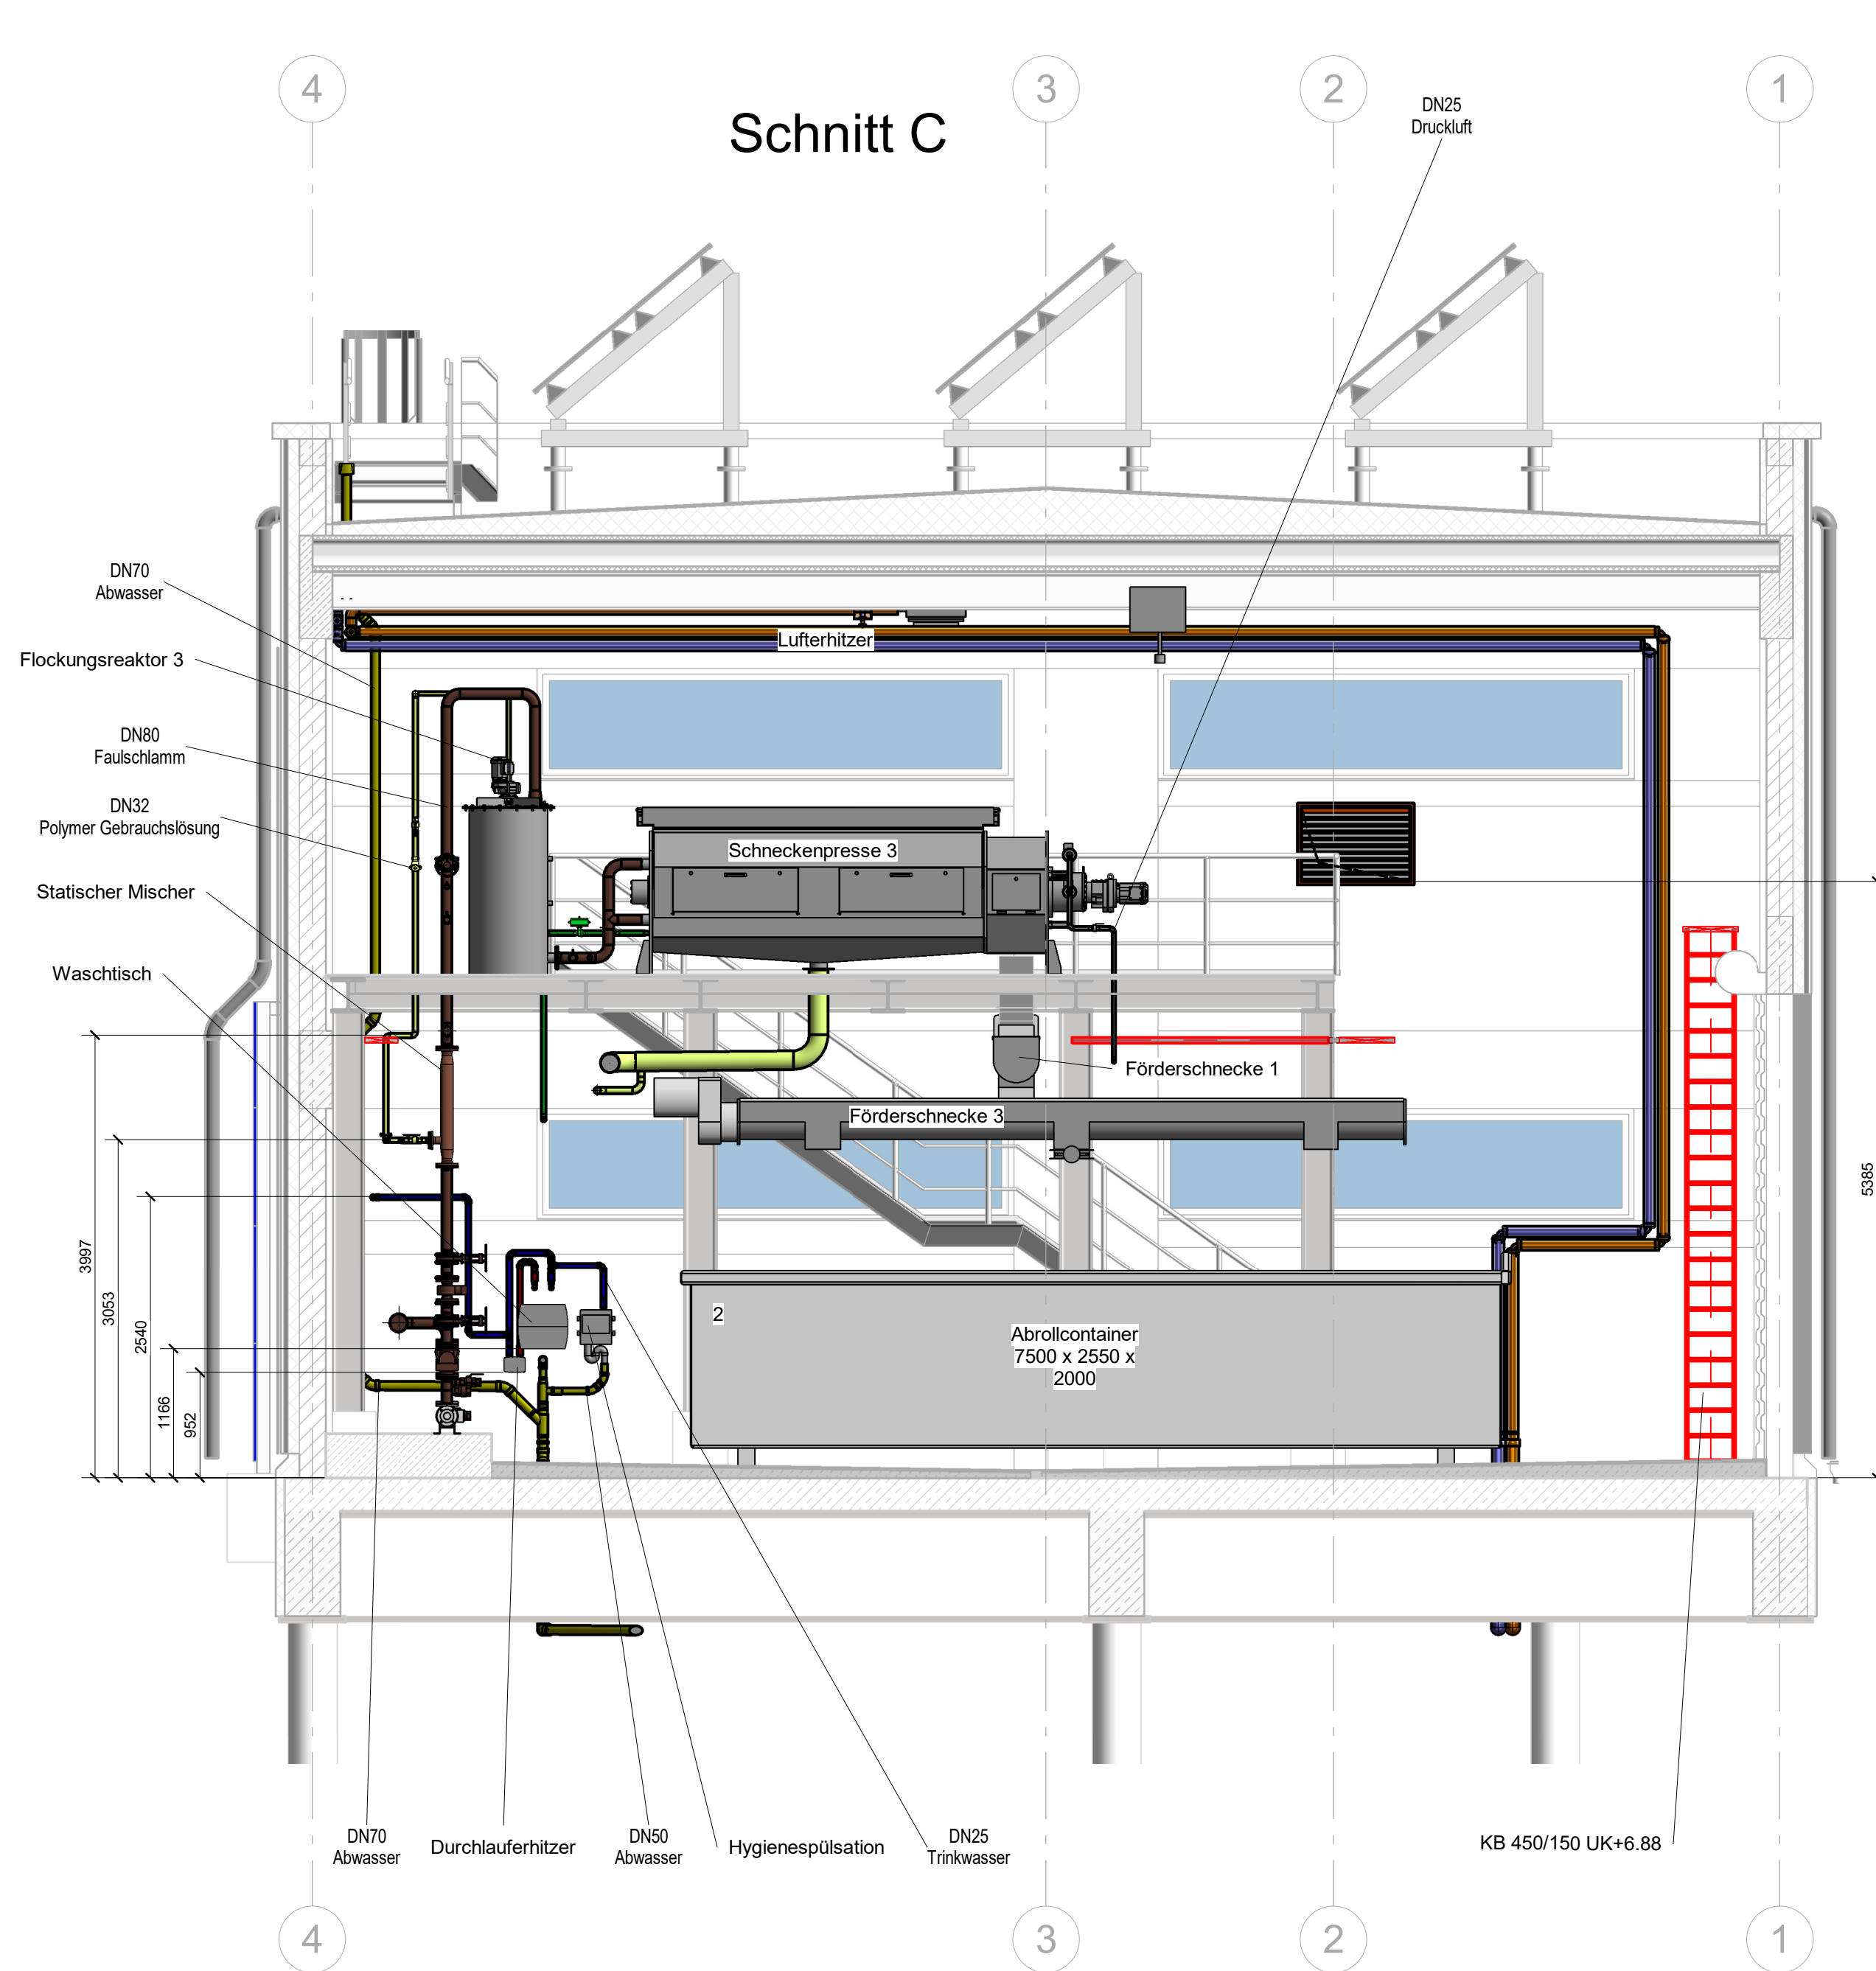 4
3
2
1
Schnitt C
DN25
Druckluft
DN70
Abwasser
Lufterhitzer
Flockungsreaktor 3
DN80
Faulschlamm
DN32
Polymer Gebrauchslösung
Schneckenpresse 3
Statischer Mischer
Waschtisch
Förderschnecke 1
Förderschnecke 3
5385
3997
3053
2540
1166
952
2
Abrollcontainer
7500 x 2550 x
2000
DN70
Abwasser
Durchlauferhitzer
DN50
Abwasser
Hygienespülsation
DN25
Trinkwasser
KB 450/150 UK+6.88
4
3
2
1